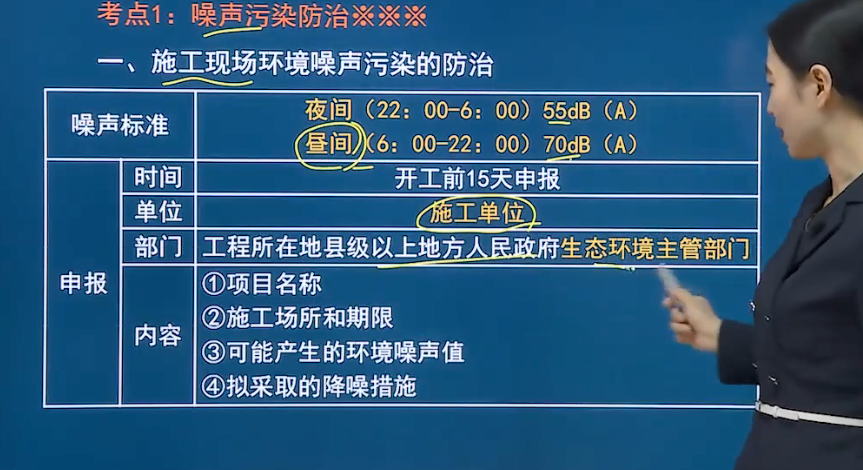 考点1：噪声污染防治※※※
一、施工现场环境噪声污染的防治
噪声标准
夜间（22：00-6：00）55dB（A）
昼间（6：00-22：00）70dB（A）
申报
时间
开工前15天申报
单位
施工单位
部门
工程所在地县级以上地方人民政府生态环境主管部门
内容
①项目名称
②施工场所和期限
③可能产生的环境噪声值
④拟采取的降噪措施